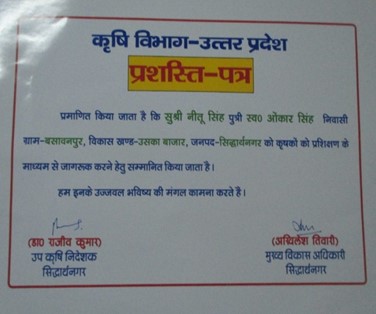 कृषि विभाग-उत्तर प्रदेश
प्रशस्ति-पत्र
प्रमाणित किया जाता है कि सुश्री नीतू सिंह पुत्री स्व० ओंकार सिंह निवासी
ग्राम-बसावनपुर, विकास खण्ड-उसका बाजार, जनपद-सिद्धार्थनगर को कृषकों को प्रशिक्षण के
माध्यम से जागरूक करने हेतु सम्मानित किया जाता है।
हम इनके उज्जवल भविष्य की मंगल कामना करते है।
(डा० राजीव कुमार) (अखिलेश तिवारी)
उप कृषि निदेशक मुख्य विकास अधिकारी
सिद्धार्थनगर सिद्धार्थनगर